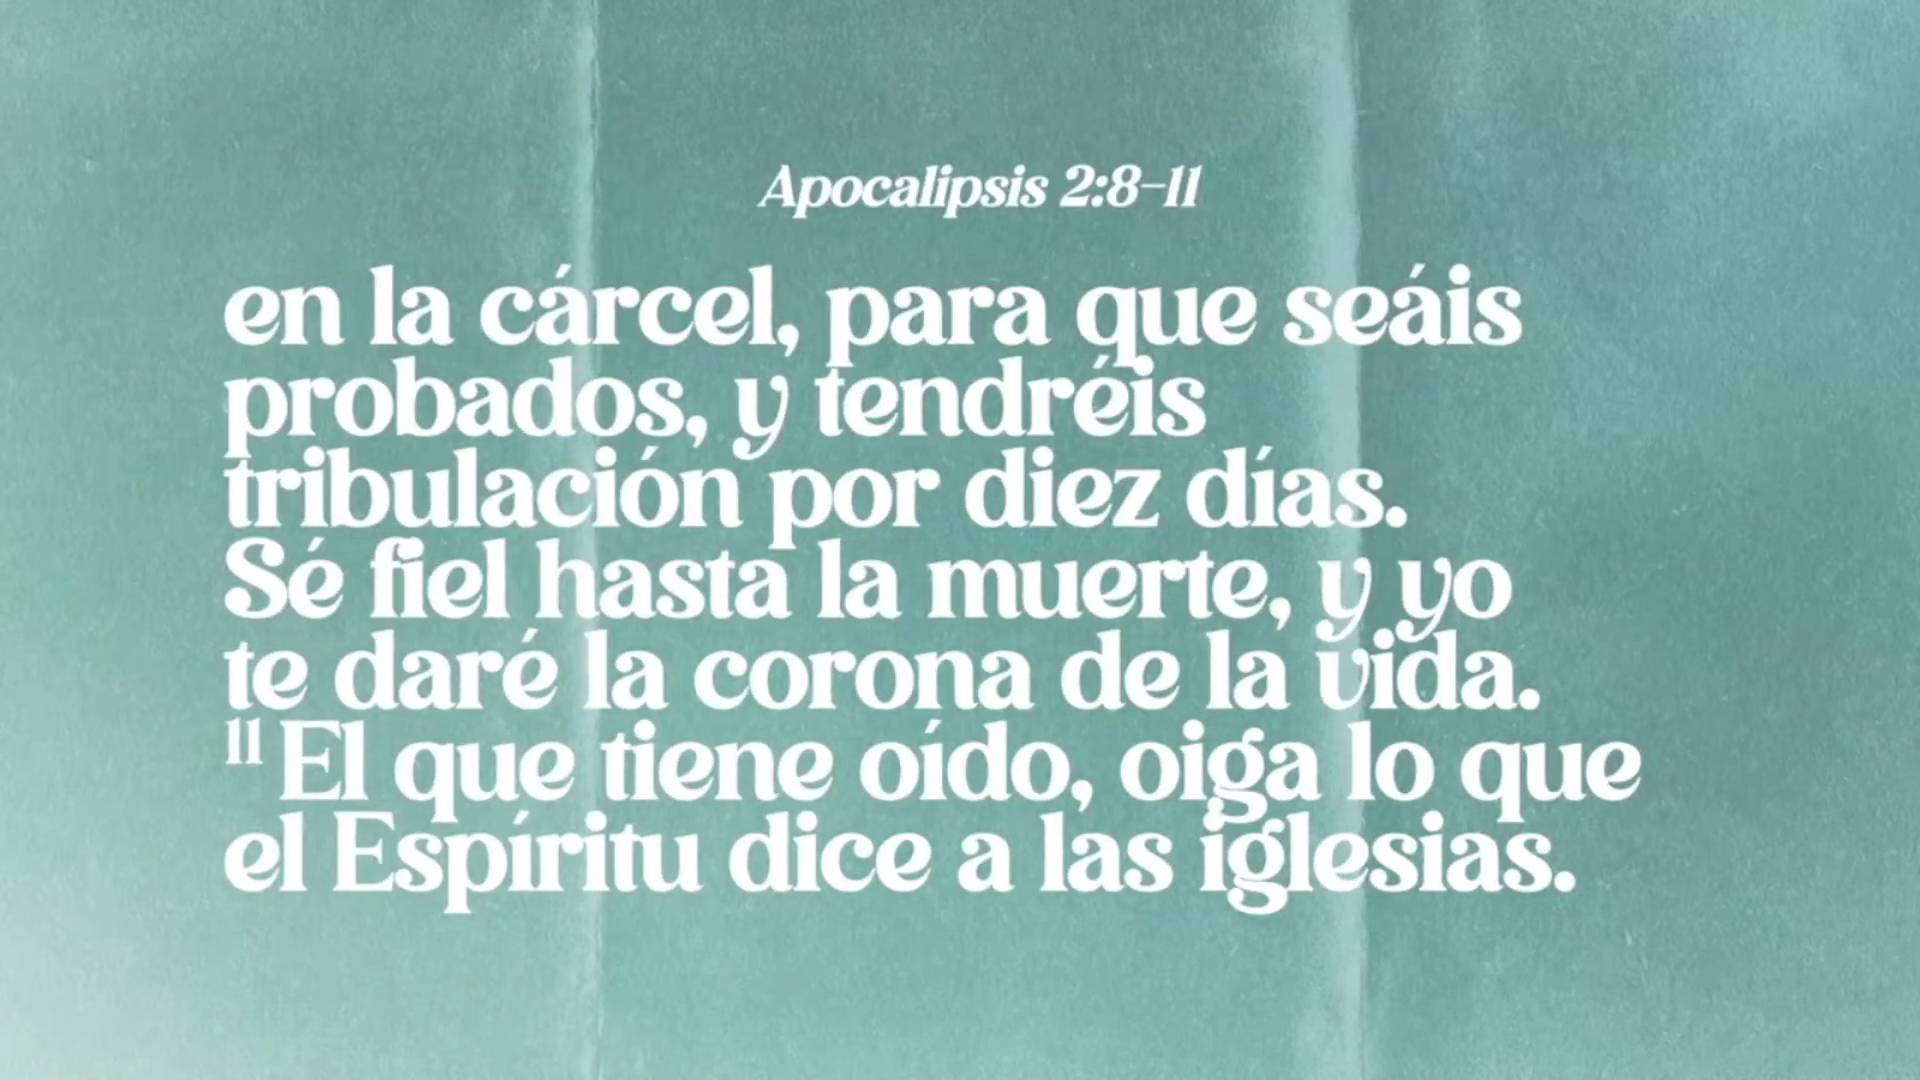 Apocalipsis 2:8–11
en la cárcel, para que seáis
probados, y tendréis
tribulación por diez días.
Sé fiel hasta la muerte, y yo
te daré la corona de la vida.
11 El que tiene oído, oiga lo que
el Espíritu dice a las iglesias.